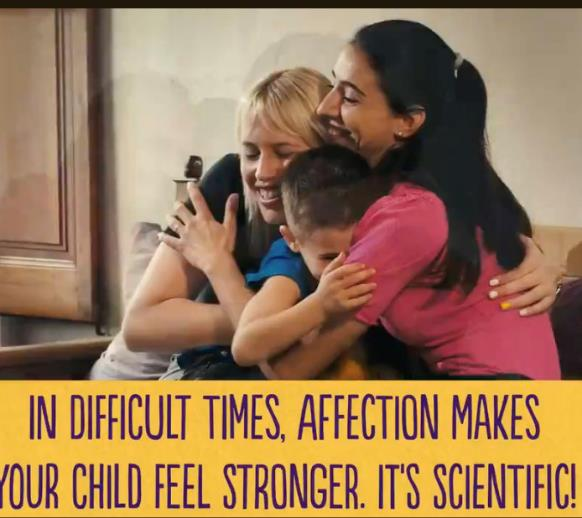 IN DIFFICULT TIMES, AFFECTION MAKES
YOUR CHILD FEEL STRONGER. IT'S SCIENTIFIC!